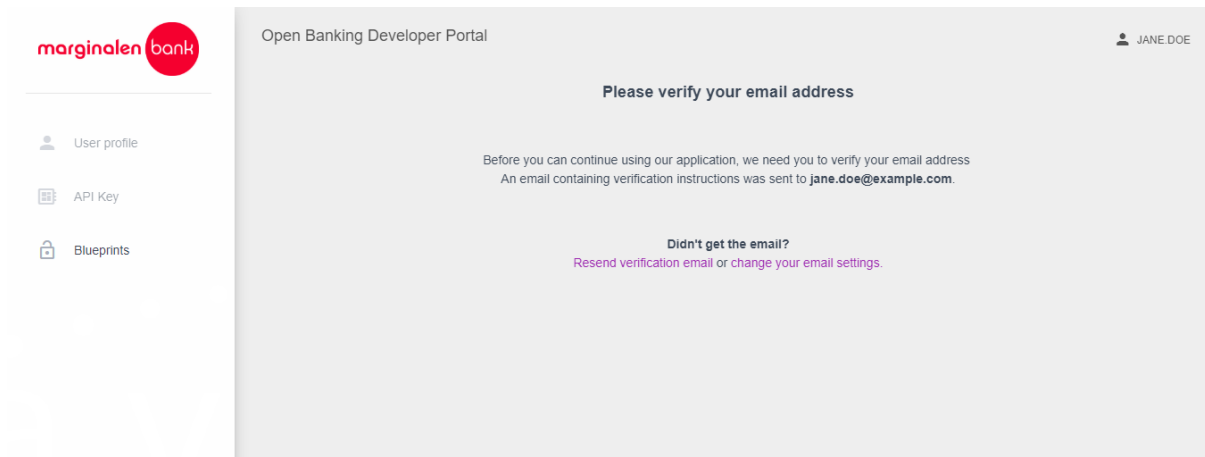 marginalen bank
Open Banking Developer Portal
JANE.DOE
Please verify your email address
User profile
Before you can continue using our application, we need you to verify your email address
An email containing verification instructions was sent to jane.doe@example.com.
API Key
Blueprints
Didn't get the email?
Resend verification email or change your email settings.